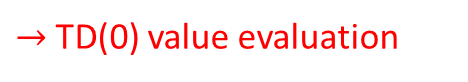 → TD(0) value evaluation